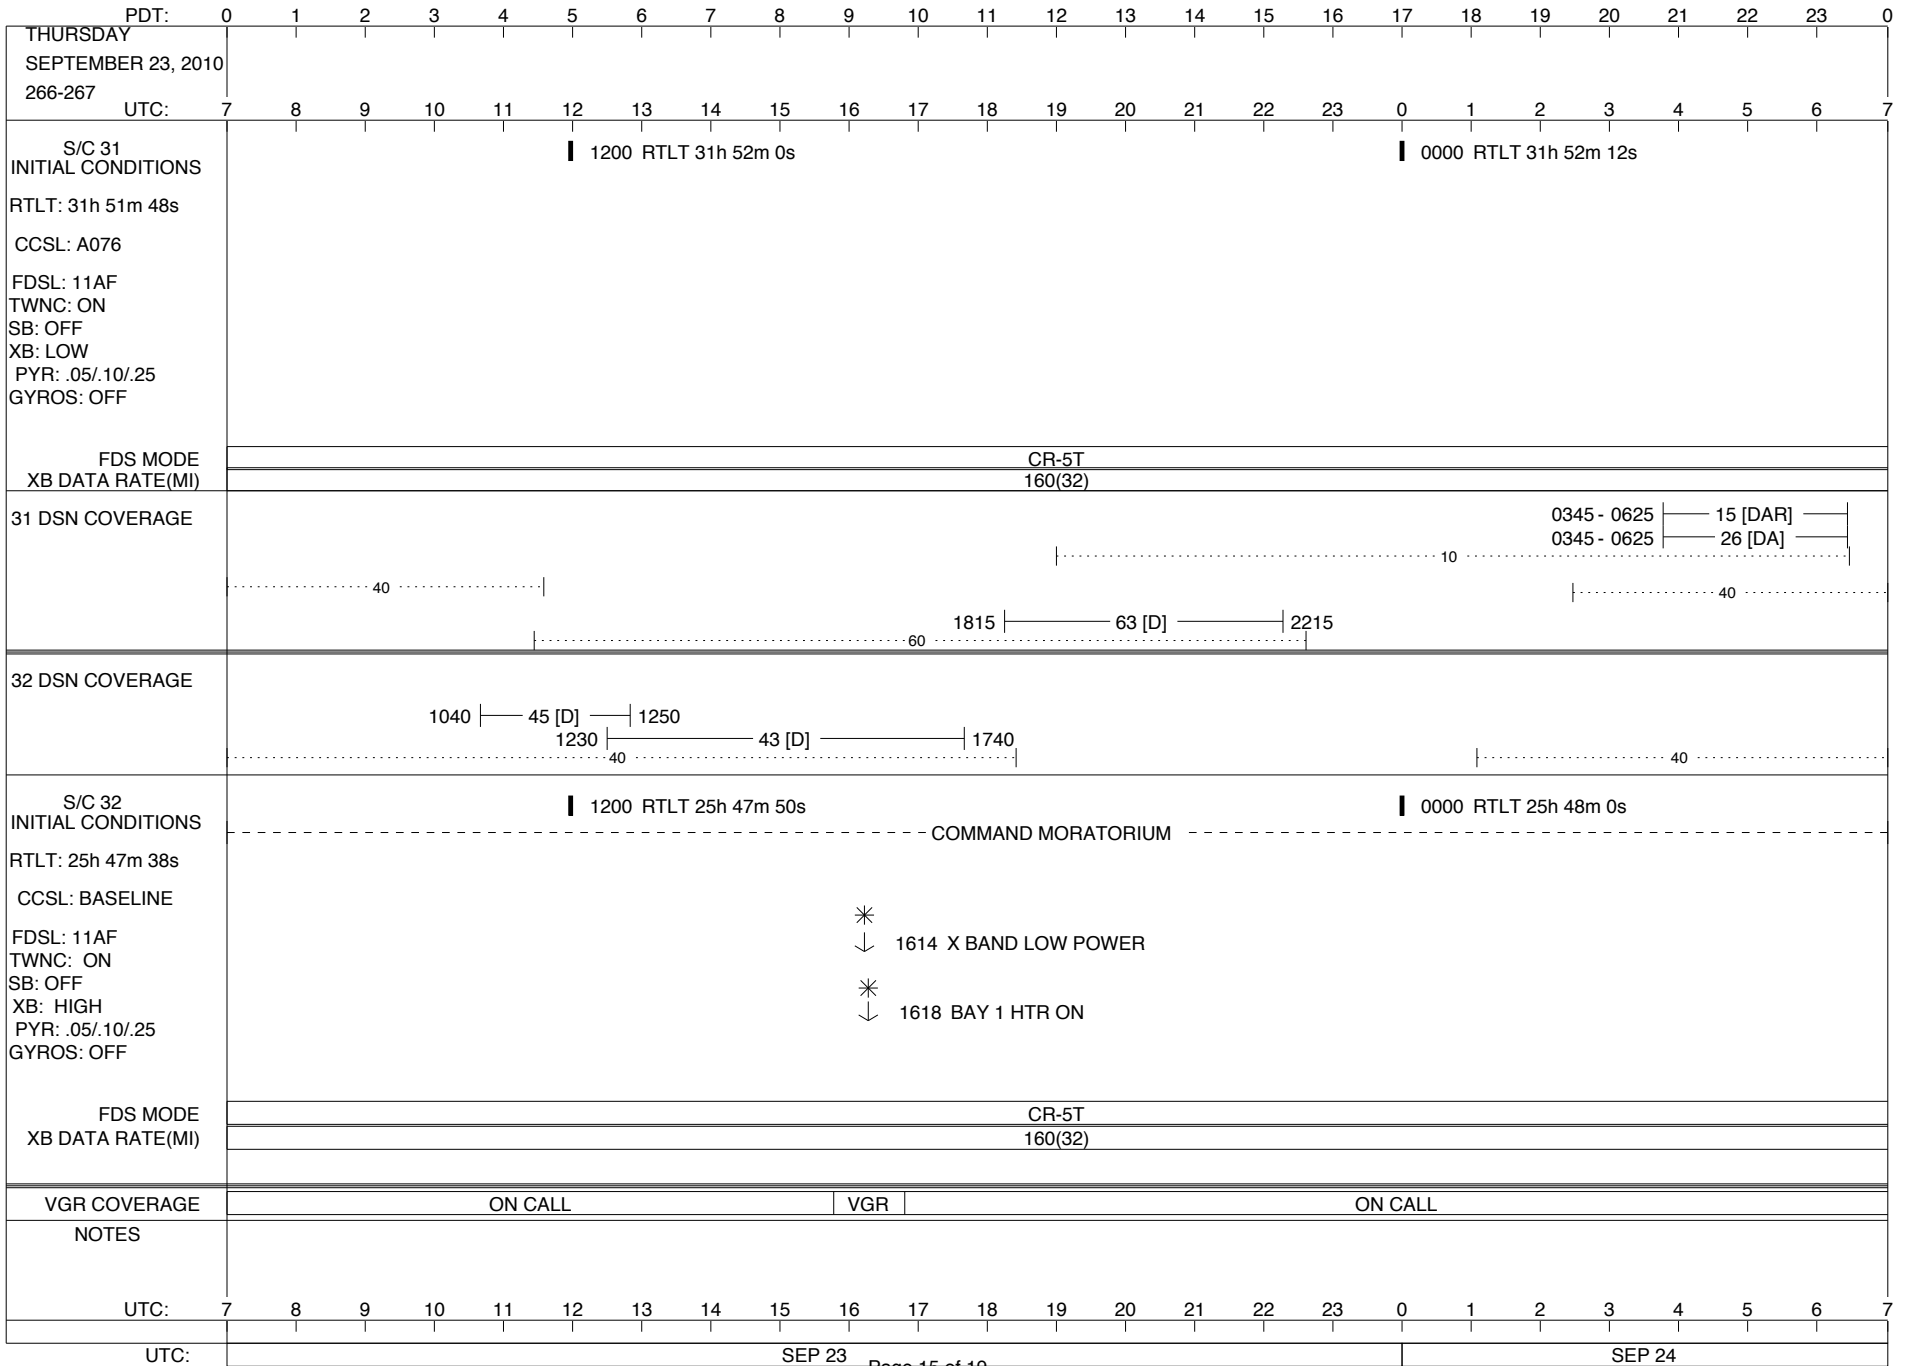 PDT: 0 1 2 3 4 5 6 7 8 9 10 11 12 13 14 15 16 17 18 19 20 21 22 23 0
THURSDAY
SEPTEMBER 23, 2010
266-267
UTC: 7 8 9 10 11 12 13 14 15 16 17 18 19 20 21 22 23 0 1 2 3 4 5 6 7
S/C 31
INITIAL CONDITIONS
1200 RTLT 31h 52m 0s
0000 RTLT 31h 52m 12s
RTLT: 31h 51m 48s
CCSL: A076
FDSL: 11AF
TWNC: ON
SB: OFF
XB: LOW
PYR: .05/.10/.25
GYROS: OFF
FDS MODE CR-5T
XB DATA RATE(MI) 160(32)
31 DSN COVERAGE
0345 - 0625 15 [DAR]
0345 - 0625 26 [DA]
10
40 40
1815 63 [D] 2215
60
32 DSN COVERAGE
1040 45 [D] 1250
1230 43 [D] 1740
40 40
S/C 32
INITIAL CONDITIONS
1200 RTLT 25h 47m 50s
0000 RTLT 25h 48m 0s
COMMAND MORATORIUM
RTLT: 25h 47m 38s
CCSL: BASELINE
FDSL: 11AF
TWNC: ON
SB: OFF
XB: HIGH
PYR: .05/.10/.25
GYROS: OFF
1614 X BAND LOW POWER
1618 BAY 1 HTR ON
FDS MODE CR-5T
XB DATA RATE(MI) 160(32)
VGR COVERAGE ON CALL VGR ON CALL
NOTES
UTC: 7 8 9 10 11 12 13 14 15 16 17 18 19 20 21 22 23 0 1 2 3 4 5 6 7
UTC: SEP 23 SEP 24
Page 15 of 19